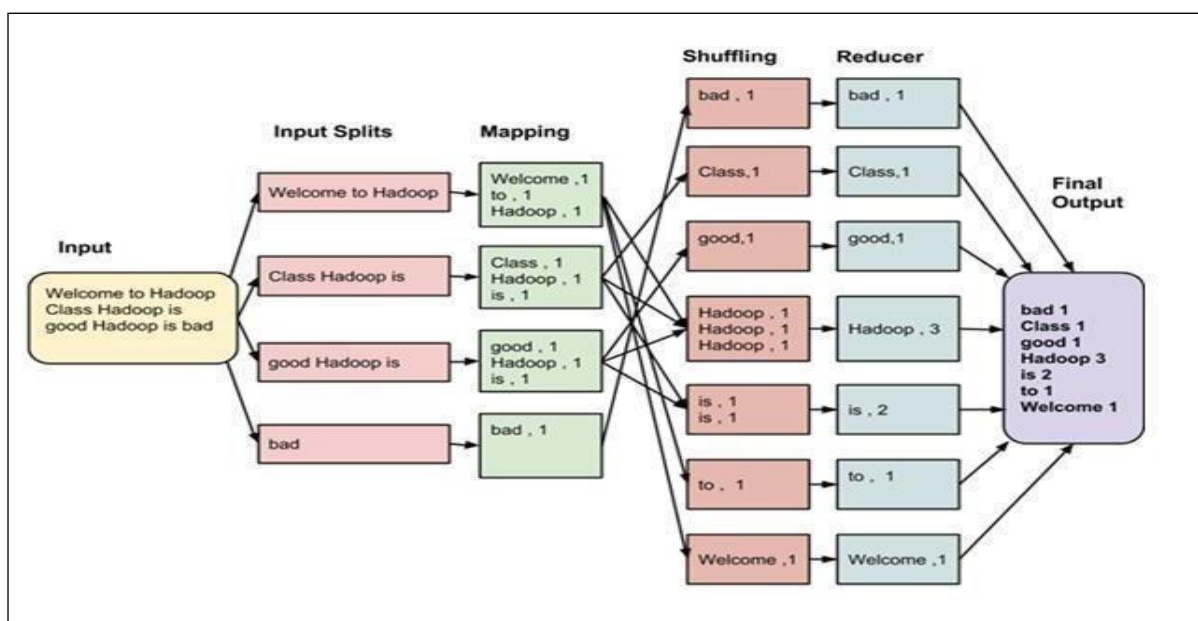 Input
Welcome to Hadoop
Class Hadoop is
good Hadoop is bad
Input Splits
Welcome to Hadoop
Class Hadoop is
good Hadoop is
bad
Mapping
Welcome ,1
to , 1
Hadoop , 1
Class , 1
Hadoop , 1
is , 1
good , 1
Hadoop , 1
is , 1
bad , 1
Shuffling
bad , 1
Class,1
good,1
Hadoop , 1
Hadoop , 1
Hadoop , 1
is , 1
is , 1
to , 1
Welcome ,1
Reducer
bad , 1
Class,1
good,1
Hadoop , 3
is , 2
to , 1
Welcome ,1
Final
Output
bad 1
Class 1
good 1
Hadoop 3
is 2
to 1
Welcome 1